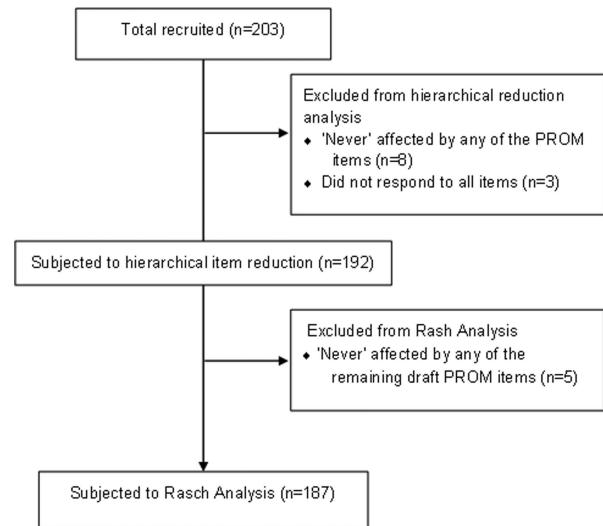 Total recruited (n=203)
Excluded from hierarchical reduction
analysis
♦ 'Never' affected by any of the PROM
items (n=8)
♦ Did not respond to all items (n=3)
Subjected to hierarchical item reduction (n=192)
Excluded from Rash Analysis
♦ 'Never' affected by any of the
remaining draft PROM items (n=5)
Subjected to Rasch Analysis (n=187)